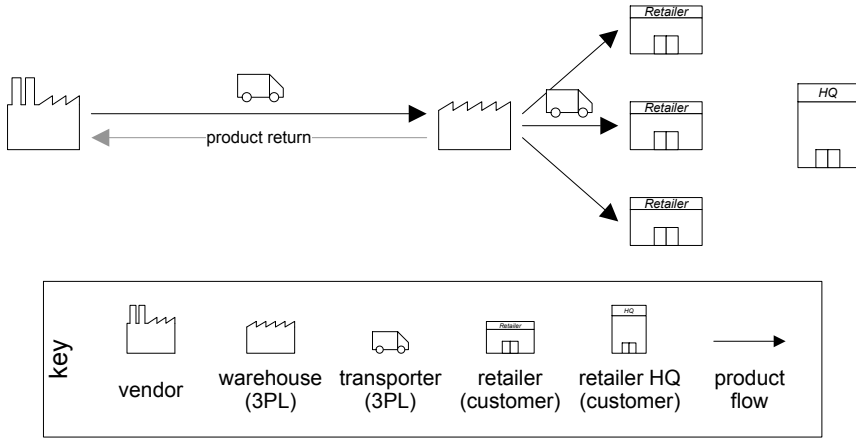 Retailer
HQ
Retailer
product return
Retailer
key
Retailer
HQ
vendor
warehouse
(3PL)
transporter
(3PL)
retailer
(customer)
retailer HQ
(customer)
product
flow